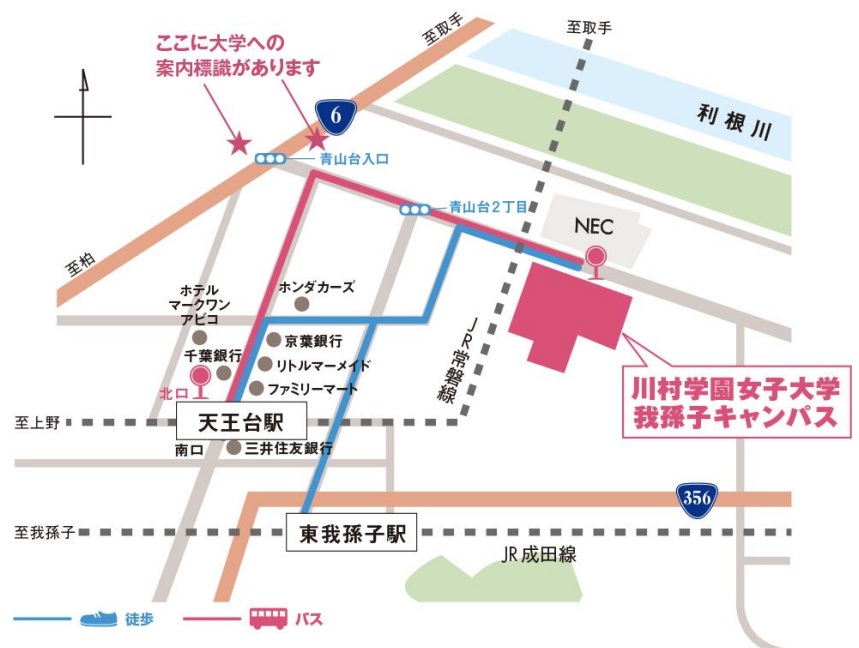 ここに大学への
案内標識があります
至取手
至取手
6
利根川
青山台入口
青山台2丁目
NEC
至柏
ホテル
マークワン
アビコ
ホンダカーズ
京葉銀行
千葉銀行
リトルマーメイド
ファミリーマート
北口
JR常磐線
川村学園女子大学
我孫子キャンパス
至上野
天王台駅
南口
三井住友銀行
356
至我孫子
東我孫子駅
JR成田線
徒歩
バス